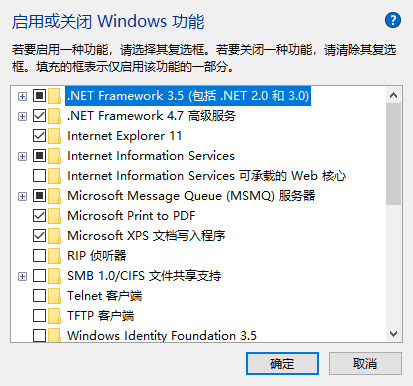 启用或关闭 Windows 功能
若要启用一种功能，请选择其复选框。若要关闭一种功能，请清除其复选
框。填充的框表示仅启用该功能的一部分。
.NET Framework 3.5 (包括 .NET 2.0 和 3.0)
.NET Framework 4.7 高级服务
Internet Explorer 11
Internet Information Services
Internet Information Services 可承载的 Web 核心
Microsoft Message Queue (MSMQ) 服务器
Microsoft Print to PDF
Microsoft XPS 文档写入程序
RIP 侦听器
SMB 1.0/CIFS 文件共享支持
Telnet 客户端
TFTP 客户端
Windows Identity Foundation 3.5
确定
取消